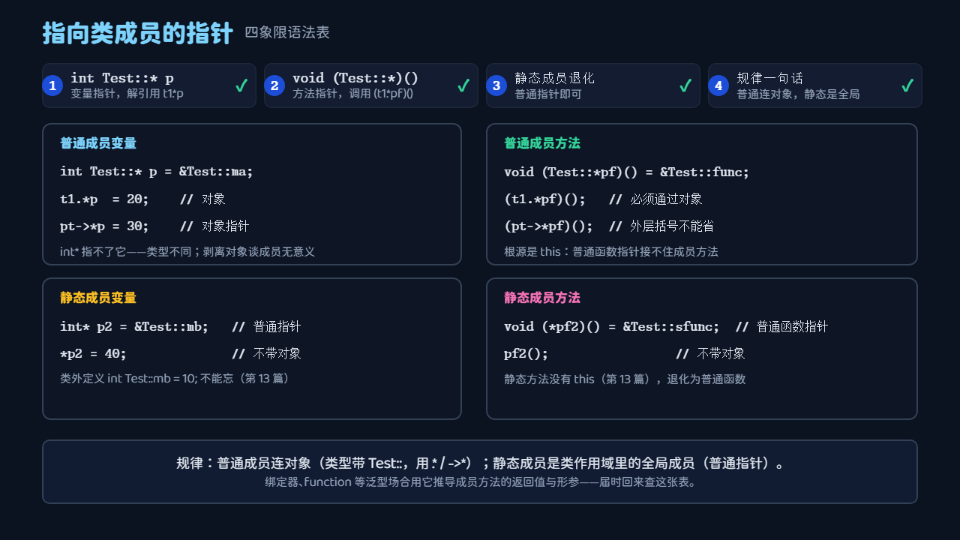 指向类成员的指针 四象限语法表
1 int Test::* p ✓
变量指针，解引用 t1.*p
2 void (Test::*)() ✓
方法指针，调用 (t1.*pf)()
3 静态成员退化 ✓
普通指针即可
4 规律一句话 ✓
普通连对象，静态是全局
普通成员变量
int Test::* p = &Test::ma;
t1.*p = 20; // 对象
pt->*p = 30; // 对象指针
int* 指不了它——类型不同；剥离对象谈成员无意义
普通成员方法
void (Test::*pf)() = &Test::func;
(t1.*pf)(); // 必须通过对象
(pt->*pf)(); // 外层括号不能省
根源是 this：普通函数指针接不住成员方法
静态成员变量
int* p2 = &Test::mb; // 普通指针
*p2 = 40; // 不带对象
类外定义 int Test::mb = 10; 不能忘（第 13 篇）
静态成员方法
void (*pf2)() = &Test::sfunc; // 普通函数指针
pf2(); // 不带对象
静态方法没有 this（第 13 篇），退化为普通函数
规律：普通成员连对象（类型带 Test::，用 .* / ->*）；静态成员是类作用域里的全局成员（普通指针）。
绑定器、function 等泛型场合用它推导成员方法的返回值与形参——届时回来查这张表。